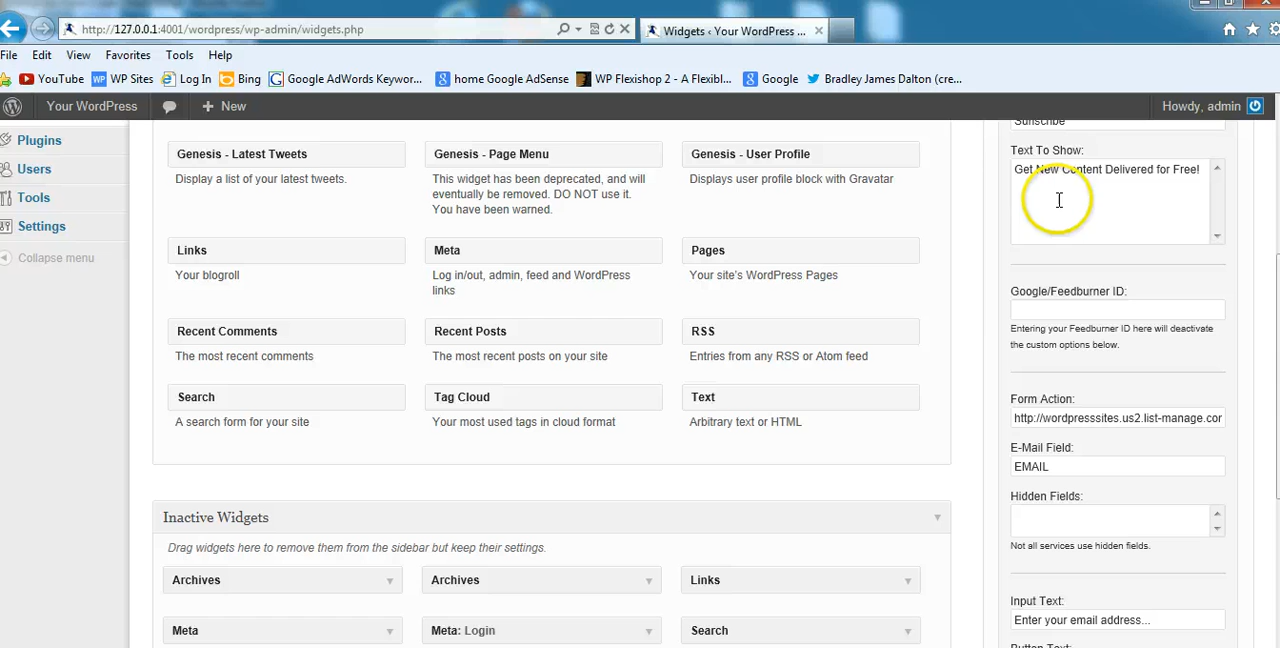 http://127.0.0.1:4001/wordpress/wp-admin/widgets.php
Widgets ‹ Your WordPress ...
File Edit View Favorites Tools Help
YouTube WP Sites Log In Bing Google AdWords Keywor... home Google AdSense WP Flexishop 2 - A Flexibl... Google Bradley James Dalton (cre...
Your WordPress + New Howdy, admin
Plugins
Users
Tools
Settings
Collapse menu
Genesis - Latest Tweets
Display a list of your latest tweets.
Genesis - Page Menu
This widget has been deprecated, and will
eventually be removed. DO NOT use it.
You have been warned.
Genesis - User Profile
Displays user profile block with Gravatar
Links
Your blogroll
Meta
Log in/out, admin, feed and WordPress
links
Pages
Your site's WordPress Pages
Recent Comments
The most recent comments
Recent Posts
The most recent posts on your site
RSS
Entries from any RSS or Atom feed
Search
A search form for your site
Tag Cloud
Your most used tags in cloud format
Text
Arbitrary text or HTML
Inactive Widgets
Drag widgets here to remove them from the sidebar but keep their settings.
Archives
Archives
Links
Meta
Meta: Login
Search
Text To Show:
Get New Content Delivered for Free!
Google/Feedburner ID:
Entering your Feedburner ID here will deactivate
the custom options below.
Form Action:
http://wordpresssites.us2.list-manage.cor
E-Mail Field:
EMAIL
Hidden Fields:
Not all services use hidden fields.
Input Text:
Enter your email address...